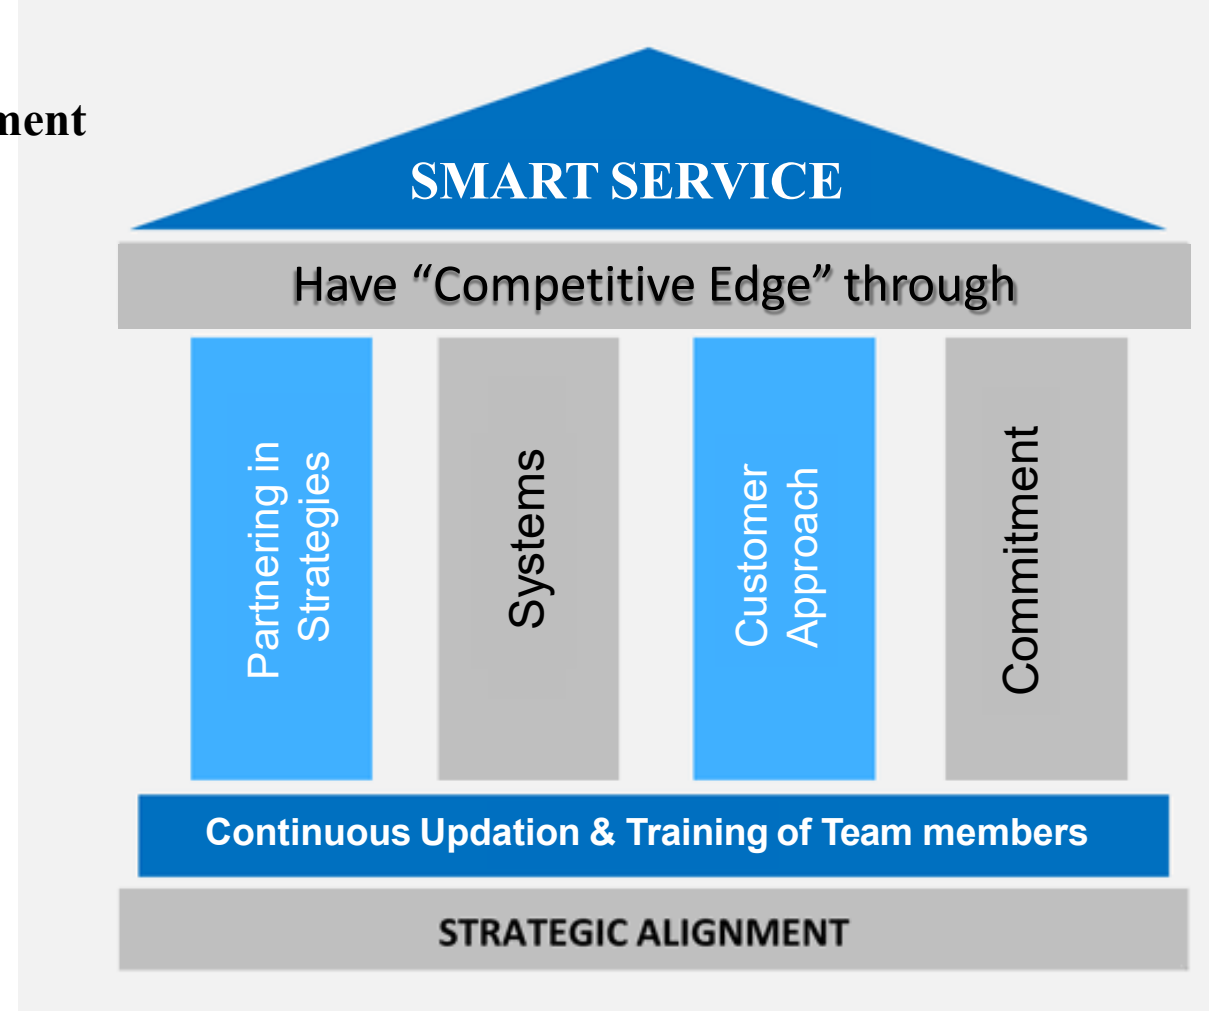 SMART SERVICE
Have “Competitive Edge” through
Partnering in
Strategies
Systems
Customer
Approach
Commitment
Continuous Updation & Training of Team members
STRATEGIC ALIGNMENT